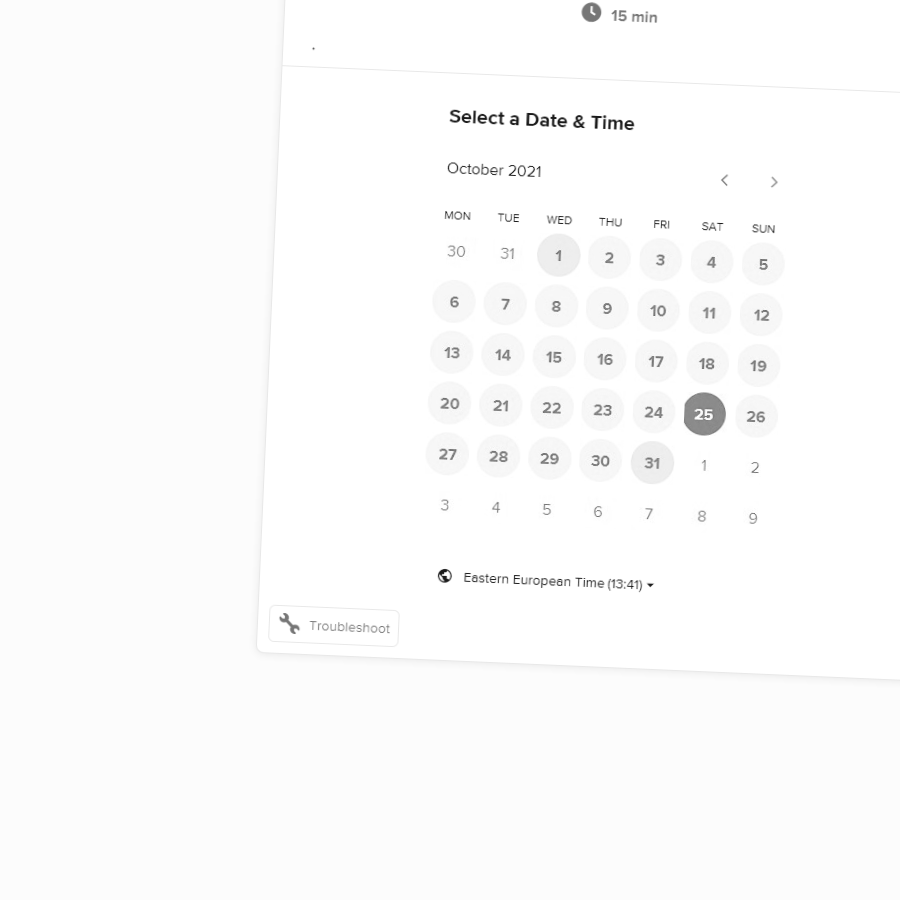 15 min
.
Select a Date & Time
October 2021
MON TUE WED THU FRI SAT SUN
30 31 1 2 3 4 5
6 7 8 9 10 11 12
13 14 15 16 17 18 19
20 21 22 23 24 25 26
27 28 29 30 31 1 2
3 4 5 6 7 8 9
Eastern European Time (13:41)
Troubleshoot